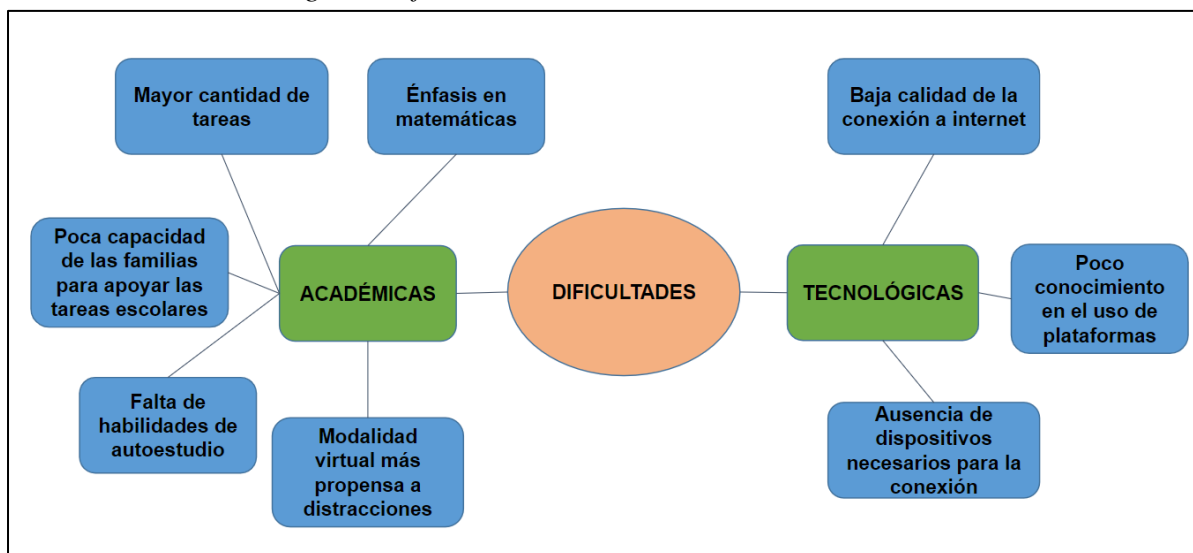 Mayor cantidad de
tareas
Énfasis en
matemáticas
Poca capacidad
de las familias
para apoyar las
tareas escolares
ACADÉMICAS
Falta de
habilidades de
autoestudio
Modalidad
virtual más
propensa a
distracciones
DIFICULTADES
Baja calidad de la
conexión a internet
TECNOLÓGICAS
Poco
conocimiento
en el uso de
plataformas
Ausencia de
dispositivos
necesarios para la
conexión